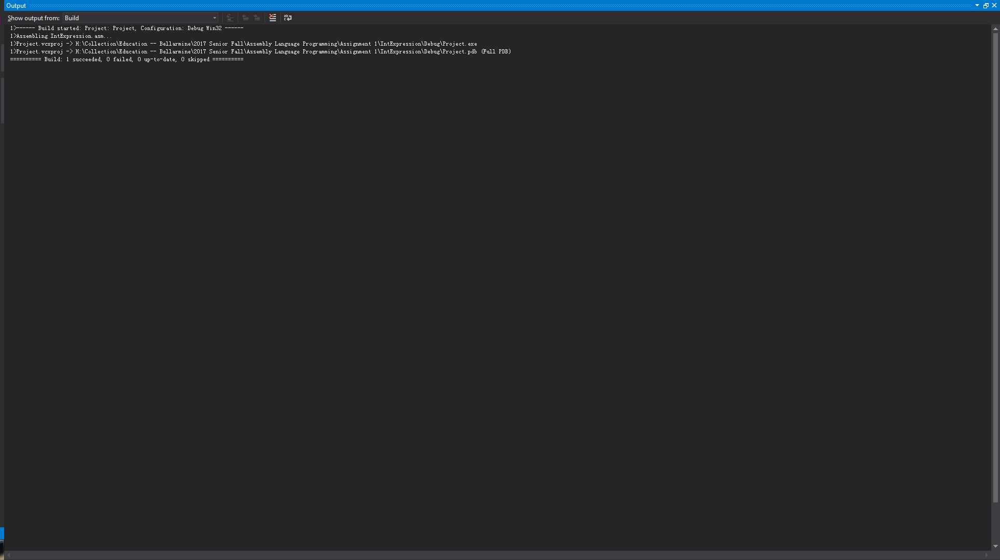 Output
Show output from: Build
1>------ Build started: Project: Project, Configuration: Debug Win32 ------
1>Assembling IntExpression.asm...
1>Project.vcxproj -> H:\Collection\Education -- Bellarmine\2017 Senior Fall\Assembly Language Programming\Assignment 1\IntExpression\Debug\Project.exe
1>Project.vcxproj -> H:\Collection\Education -- Bellarmine\2017 Senior Fall\Assembly Language Programming\Assignment 1\IntExpression\Debug\Project.pdb (Full PDB)
========== Build: 1 succeeded, 0 failed, 0 up-to-date, 0 skipped ==========